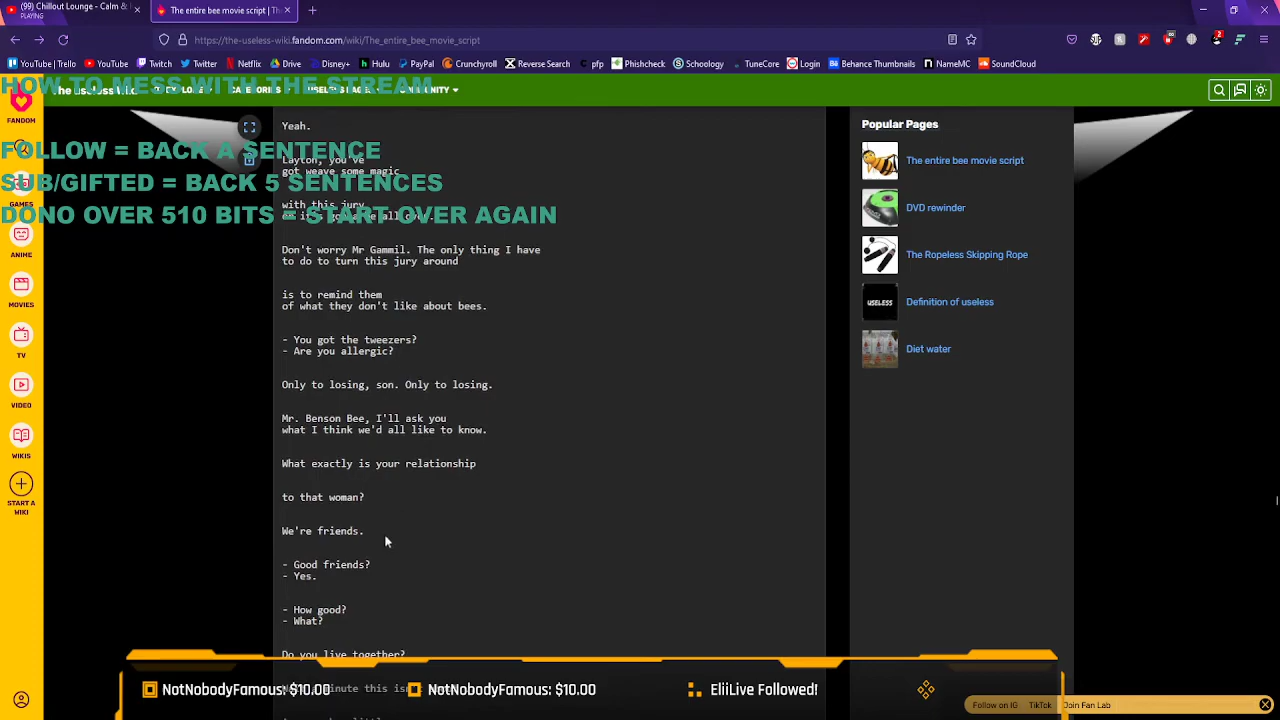 (99) Chillout Lounge - Calm &
PLAYING
The entire bee movie script | The
https://the-useless-wiki.fandom.com/wiki/The_entire_bee_movie_script
YouTube | Trello
YouTube
Twitch
Twitter
Netflix
Drive
Disney+
Hulu
PayPal
Crunchyroll
Reverse Search
pfp
Phishcheck
Schoology
TuneCore
Login
Behance Thumbnails
NameMC
SoundCloud
HOW TO MESS WITH THE STREAM
FOLLOW = BACK A SENTENCE
SUB/GIFTED = BACK 5 SENTENCES
DONO OVER 510 BITS = START OVER AGAIN
FANDOM
GAMES
ANIME
MOVIES
TV
VIDEO
WIKIS
START A
WIKI
Yeah.
Layton, you've
got weave some magic
with this jury,
Don't worry Mr Gammil. The only thing I have
to do to turn this jury around
is to remind them
of what they don't like about bees.
- You got the tweezers?
- Are you allergic?
Only to losing, son. Only to losing.
Mr. Benson Bee, I'll ask you
what I think we'd all like to know.
What exactly is your relationship
to that woman?
We're friends.
- Good friends?
- Yes.
- How good?
- What?
Do you live together?
Popular Pages
The entire bee movie script
DVD rewinder
The Ropeless Skipping Rope
USELESS
Definition of useless
Diet water
NotNobodyFamous: $10.00
NotNobodyFamous: $10.00
EliiLive Followed!
Follow on IG
TikTok
Join Fan Lab